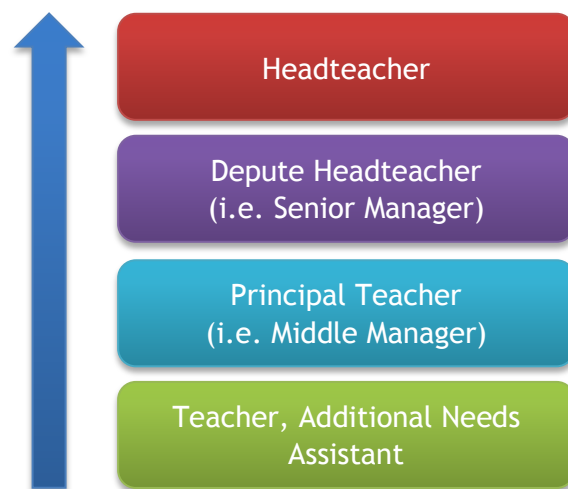 Headteacher
Depute Headteacher
(i.e. Senior Manager)
Principal Teacher
(i.e. Middle Manager)
Teacher, Additional Needs
Assistant